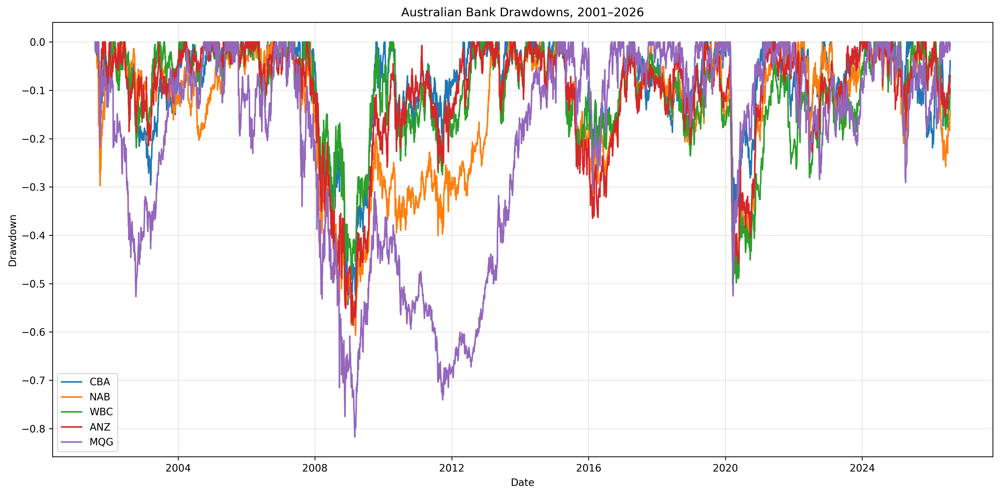 Australian Bank Drawdowns, 2001–2026
Drawdown
0.0
−0.1
−0.2
−0.3
−0.4
−0.5
−0.6
−0.7
−0.8
CBA
NAB
WBC
ANZ
MQG
2004
2008
2012
2016
2020
2024
Date